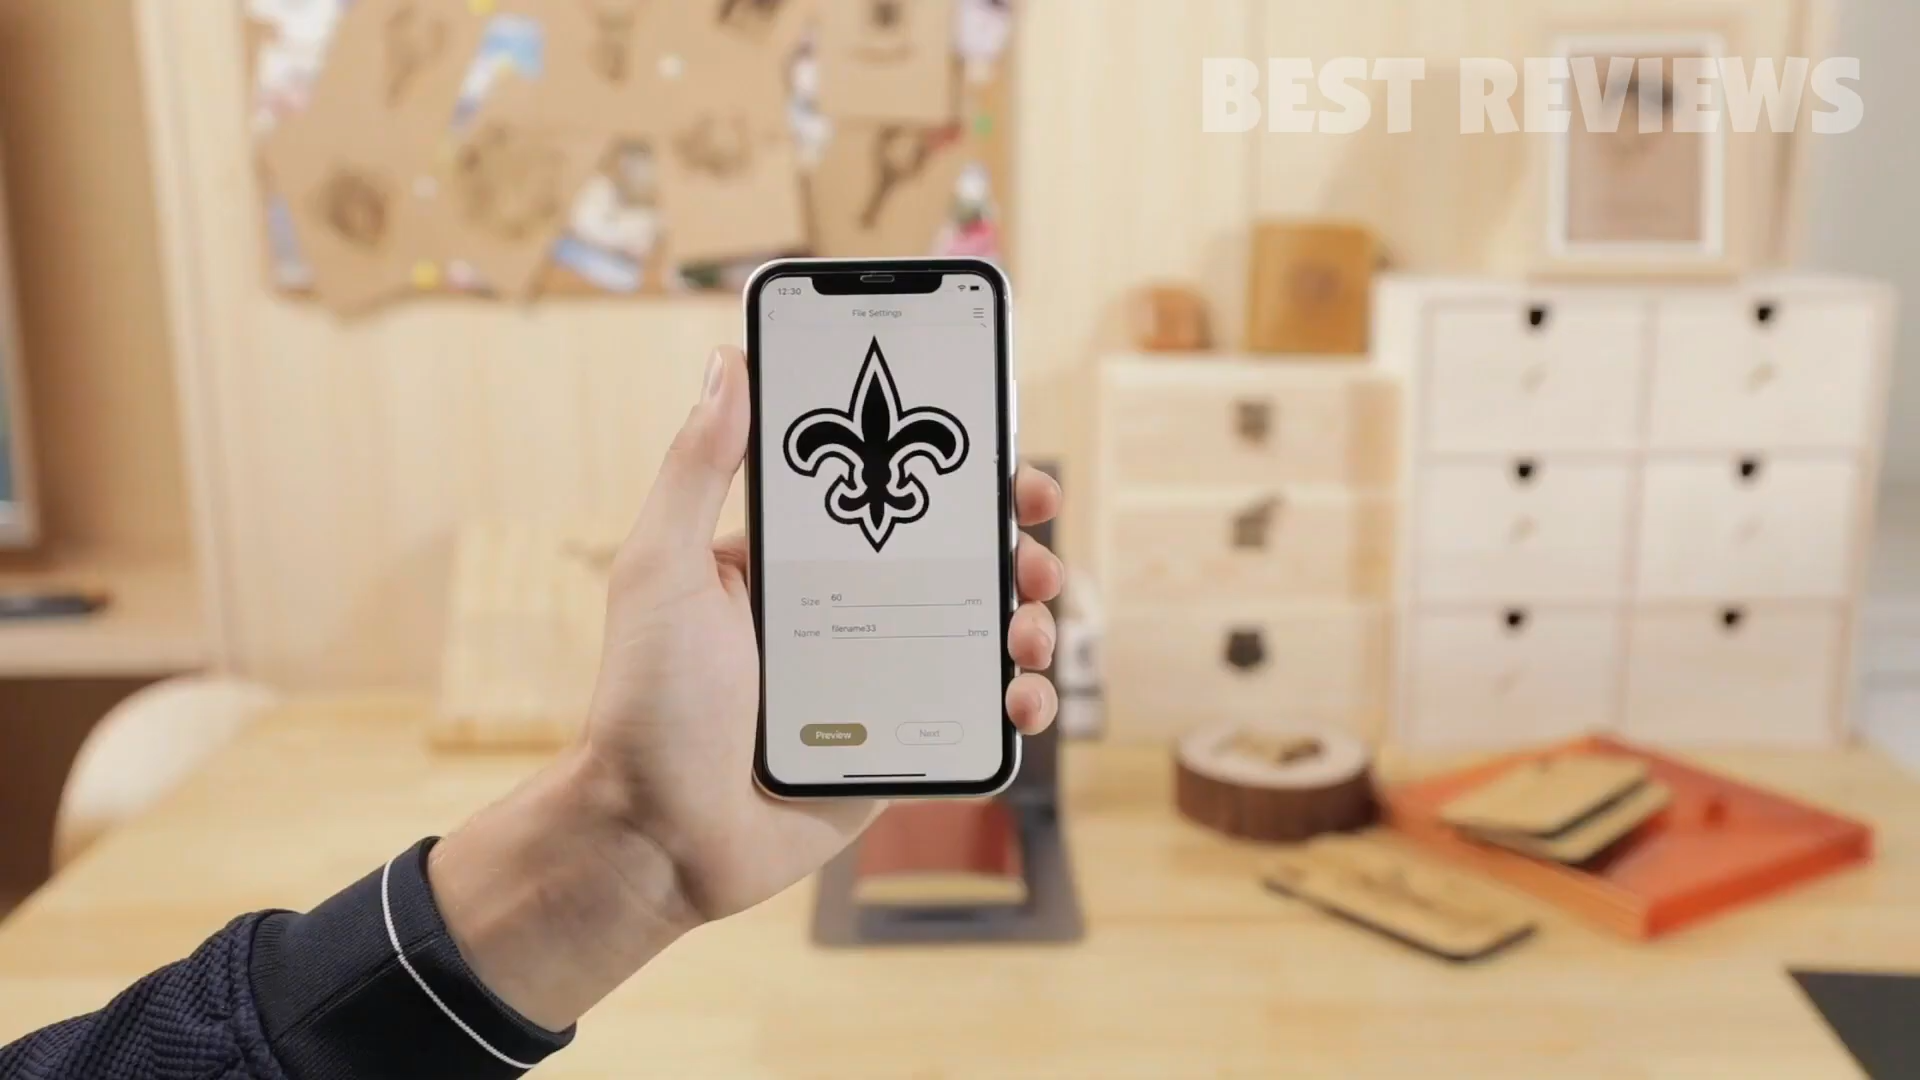 BEST REVIEWS
12:30
File Settings
Size 60 mm
Name filename33 .bmp
Preview Next